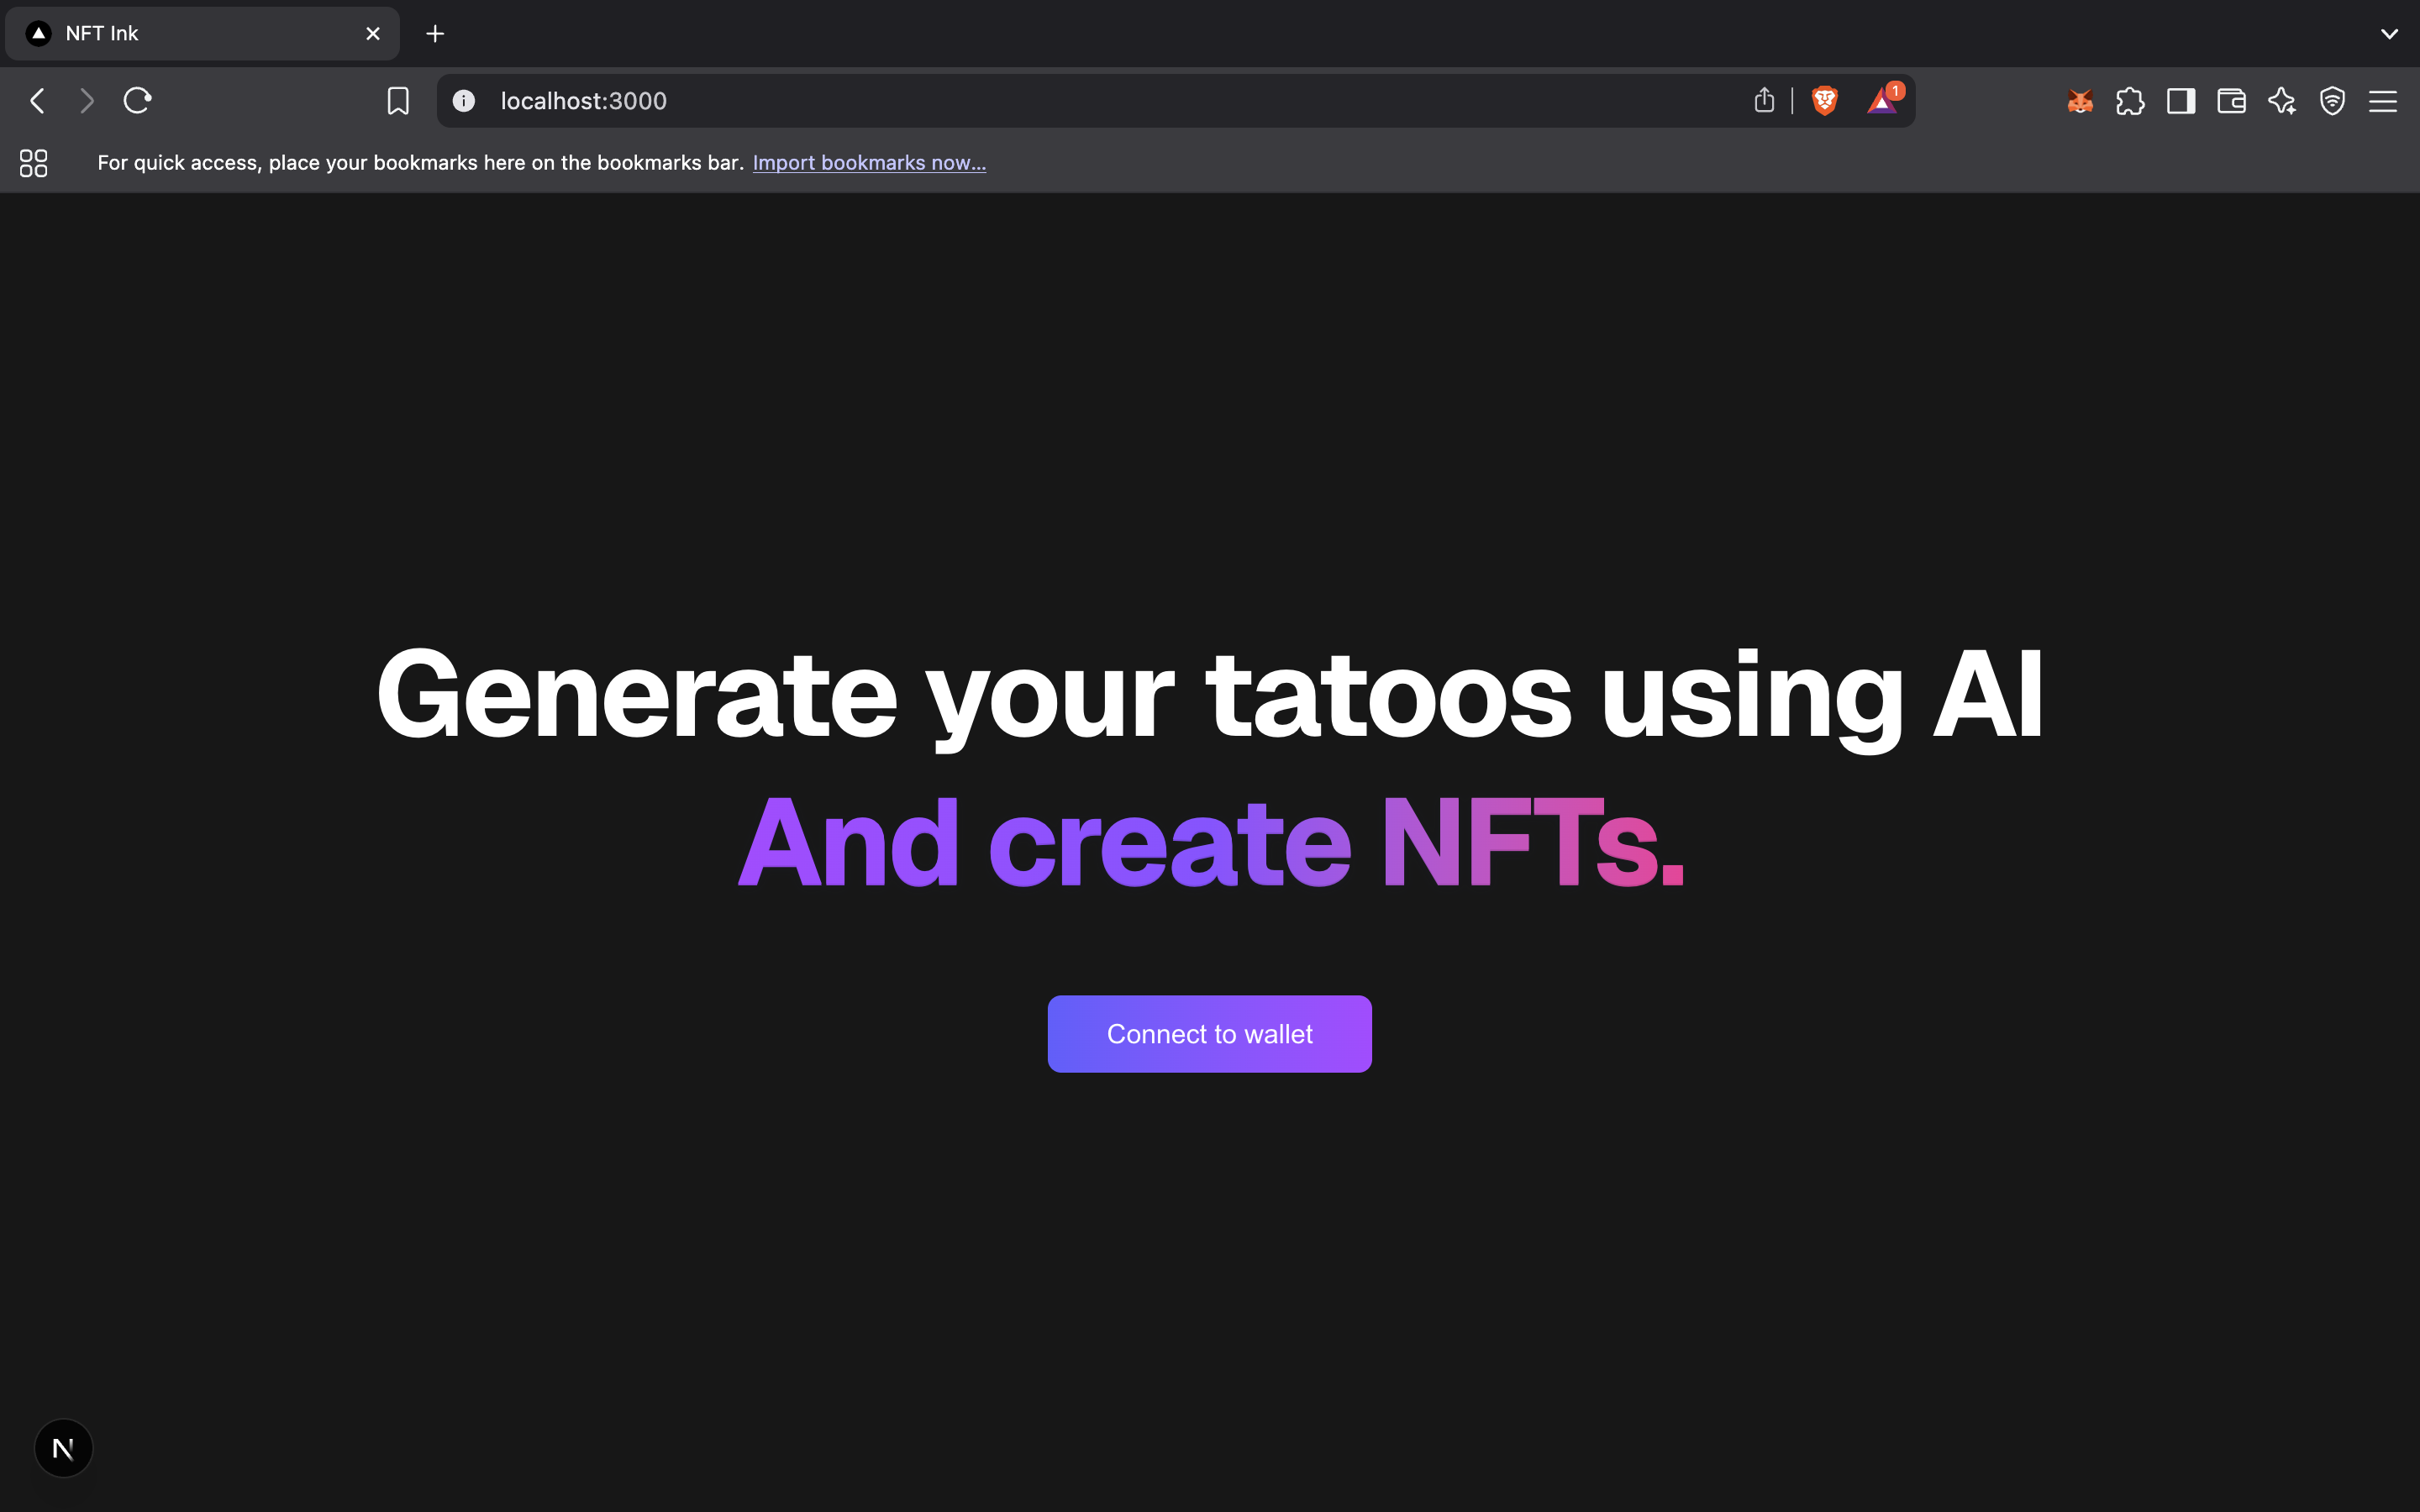 NFT Ink
localhost:3000
1
For quick access, place your bookmarks here on the bookmarks bar. Import bookmarks now...
Generate your tatoos using AI
And create NFTs.
Connect to wallet
N